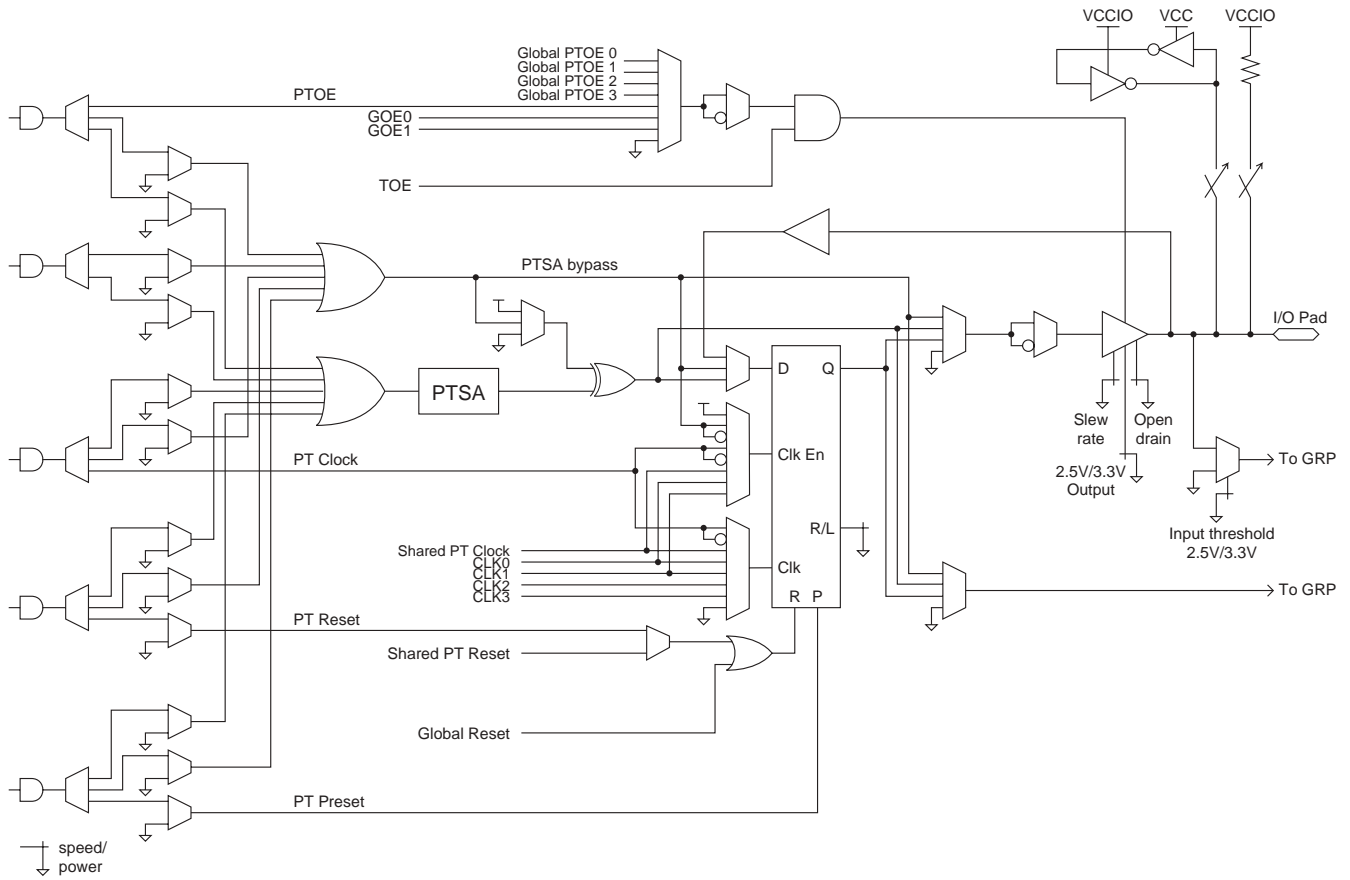 VCCIO
VCC
VCCIO
Global PTOE 0
Global PTOE 1
Global PTOE 2
Global PTOE 3
PTOE
GOE0
GOE1
TOE
PTSA bypass
I/O Pad
PTSA
D
Q
Slew
rate
Open
drain
Clk En
PT Clock
2.5V/3.3V
Output
To GRP
R/L
Input threshold
2.5V/3.3V
Shared PT Clock
CLK0
CLK1
CLK2
CLK3
Clk
To GRP
R
P
PT Reset
Shared PT Reset
Global Reset
PT Preset
speed/
power